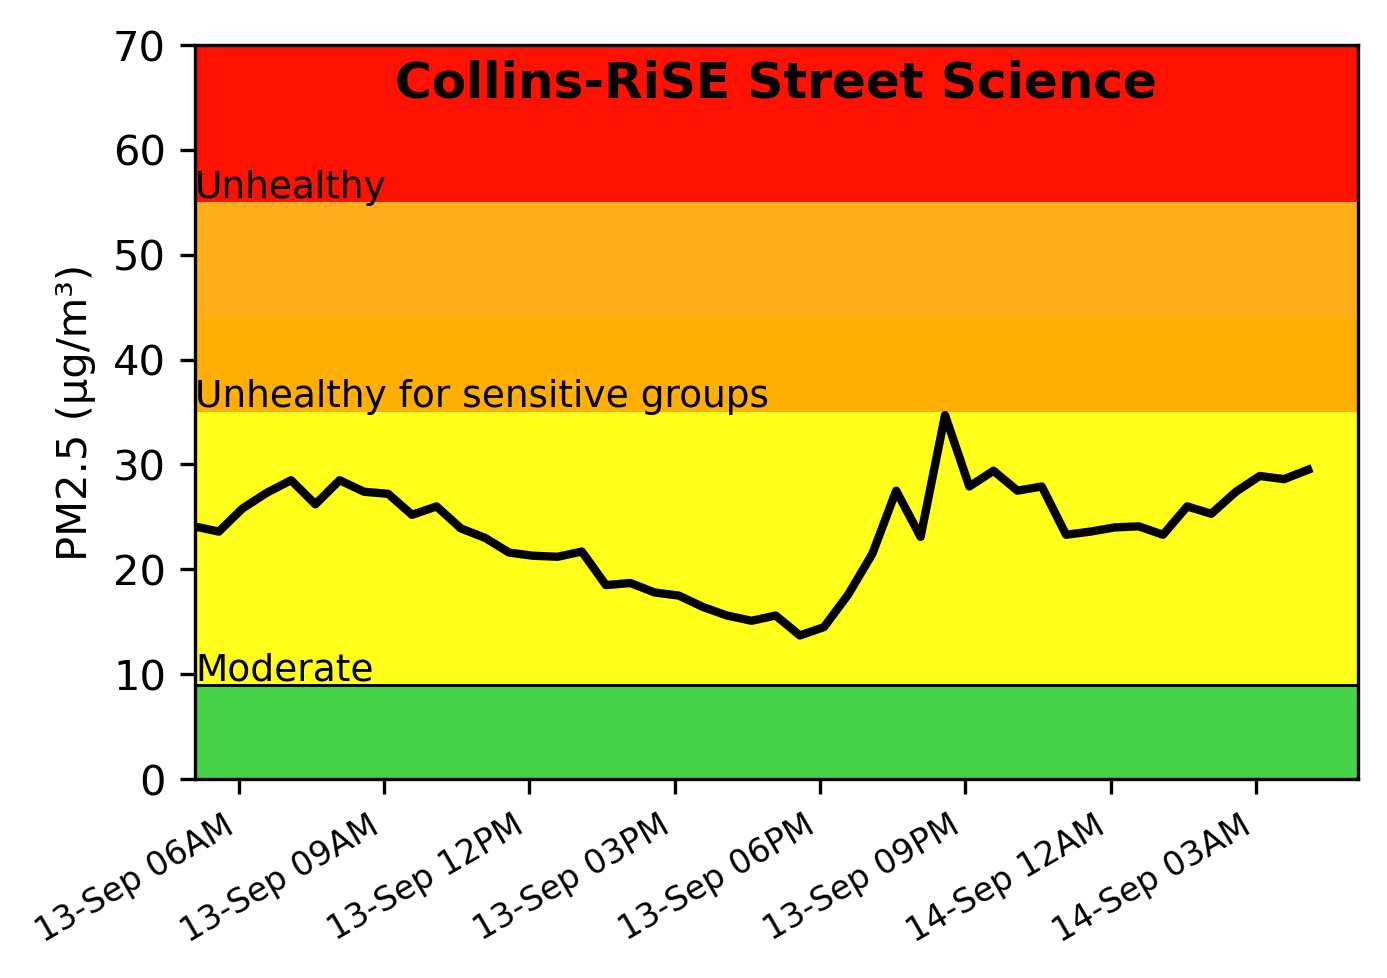 Collins-RiSE Street Science
70
60
50
40
30
20
10
0
PM2.5 (µg/m³)
Unhealthy
Unhealthy for sensitive groups
Moderate
13-Sep 06AM
13-Sep 09AM
13-Sep 12PM
13-Sep 03PM
13-Sep 06PM
13-Sep 09PM
14-Sep 12AM
14-Sep 03AM